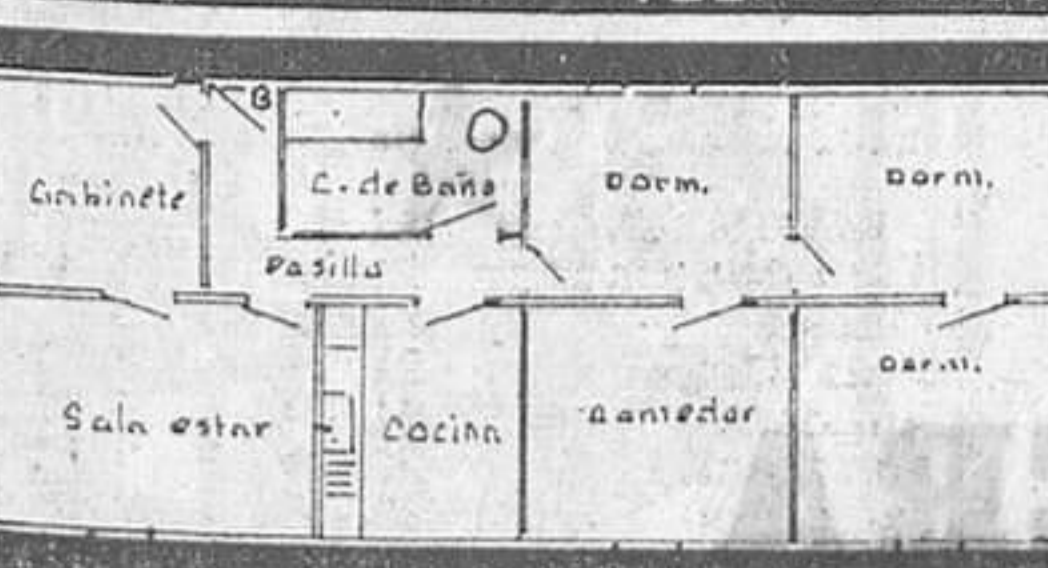 B
Gabinete
C. de Baño
Dorm.
Dorm.
Pasillo
Sala estar
Cocina
Comedor
Dorm.